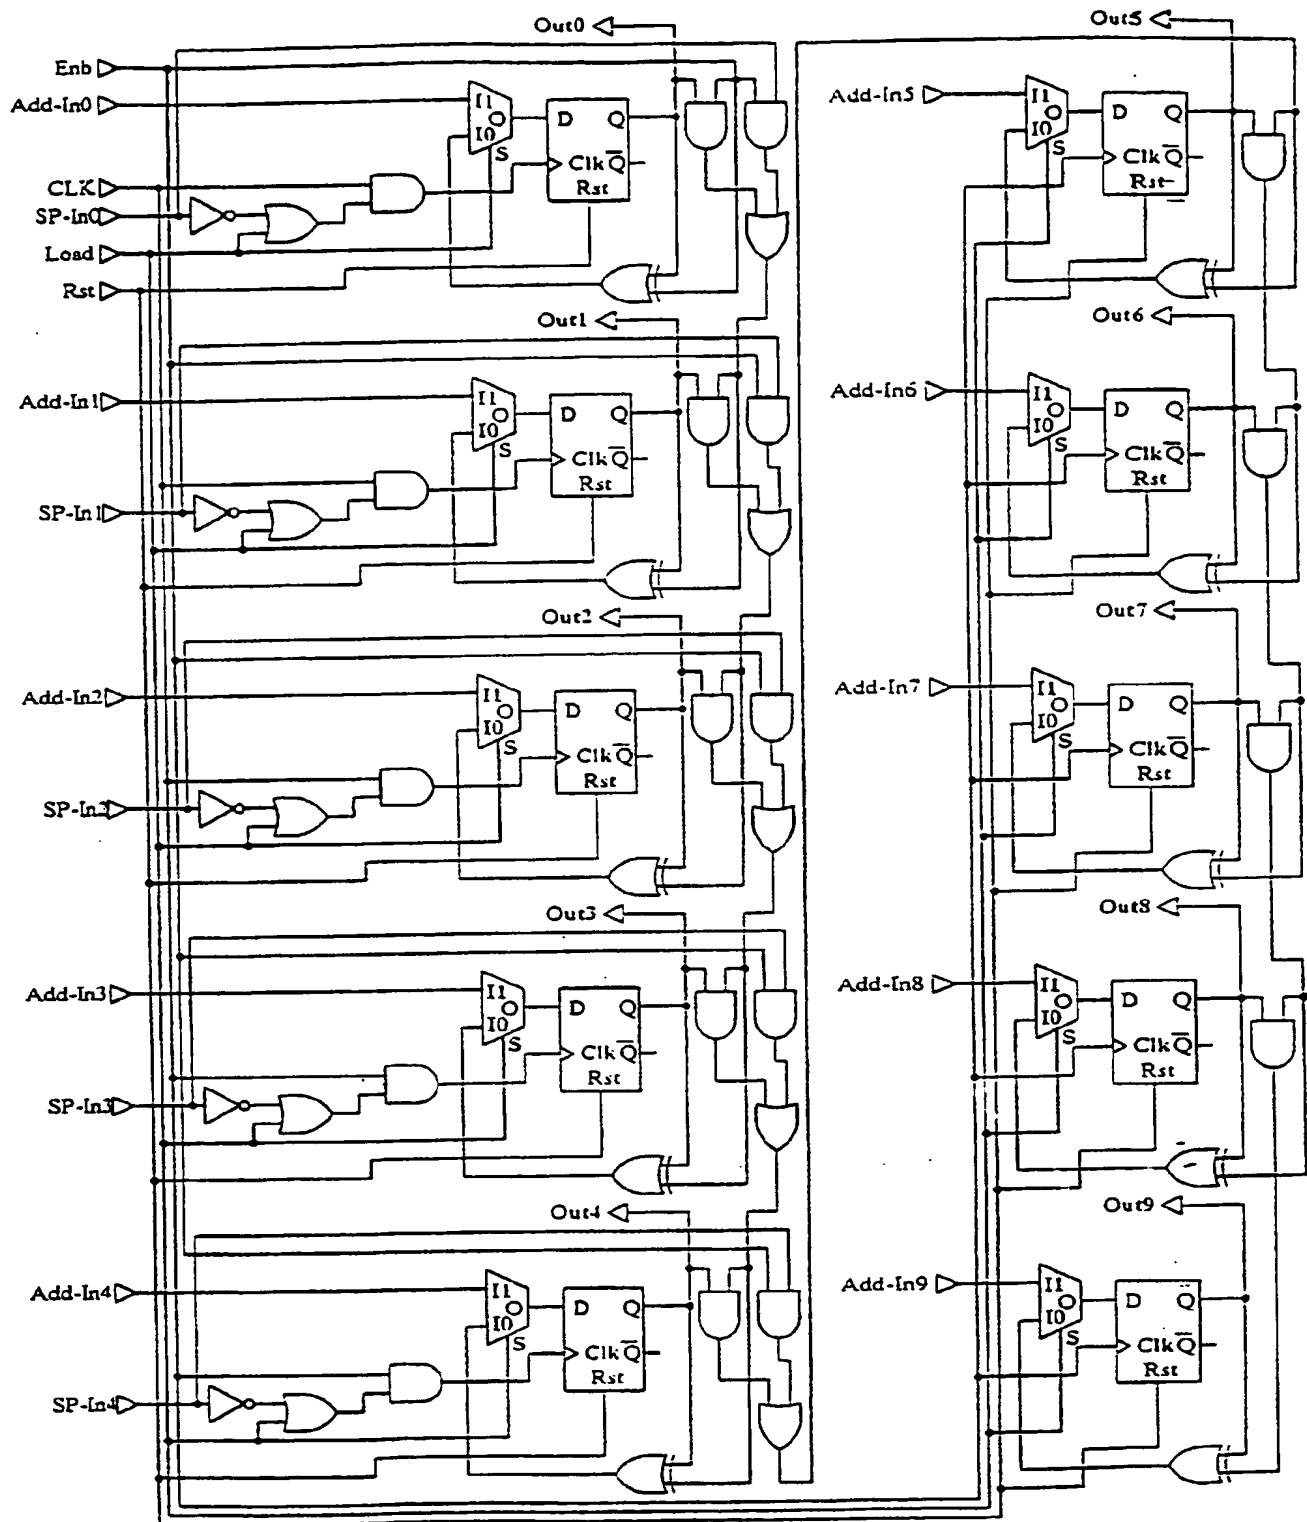 Out0
Enb
Add-In0
I1
O
I0
S
D
Q
Clk
Q
Rst
CLK
SP-In0
Load
Rst
Out1
Add-In1
I1
O
I0
S
D
Q
Clk
Q
Rst
SP-In1
Out2
Add-In2
I1
O
I0
S
D
Q
Clk
Q
Rst
SP-In2
Out3
Add-In3
I1
O
I0
S
D
Q
Clk
Q
Rst
SP-In3
Out4
Add-In4
I1
O
I0
S
D
Q
Clk
Q
Rst
SP-In4
Out5
Add-In5
I1
O
I0
S
D
Q
Clk
Q
Rst
Out6
Add-In6
I1
O
I0
S
D
Q
Clk
Q
Rst
Out7
Add-In7
I1
O
I0
S
D
Q
Clk
Q
Rst
Out8
Add-In8
I1
O
I0
S
D
Q
Clk
Q
Rst
Out9
Add-In9
I1
O
I0
S
D
Q
Clk
Q
Rst